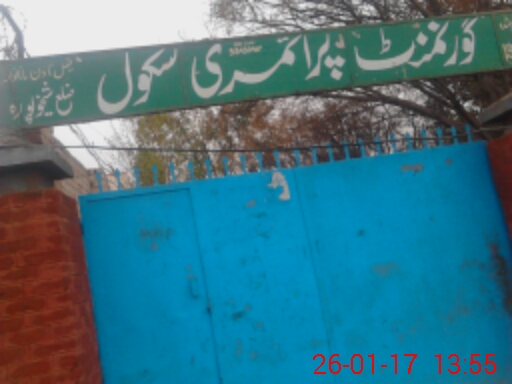 گورنمنٹ پرائمری سکول
ضلع شیخوپورہ
26-01-17 13:55